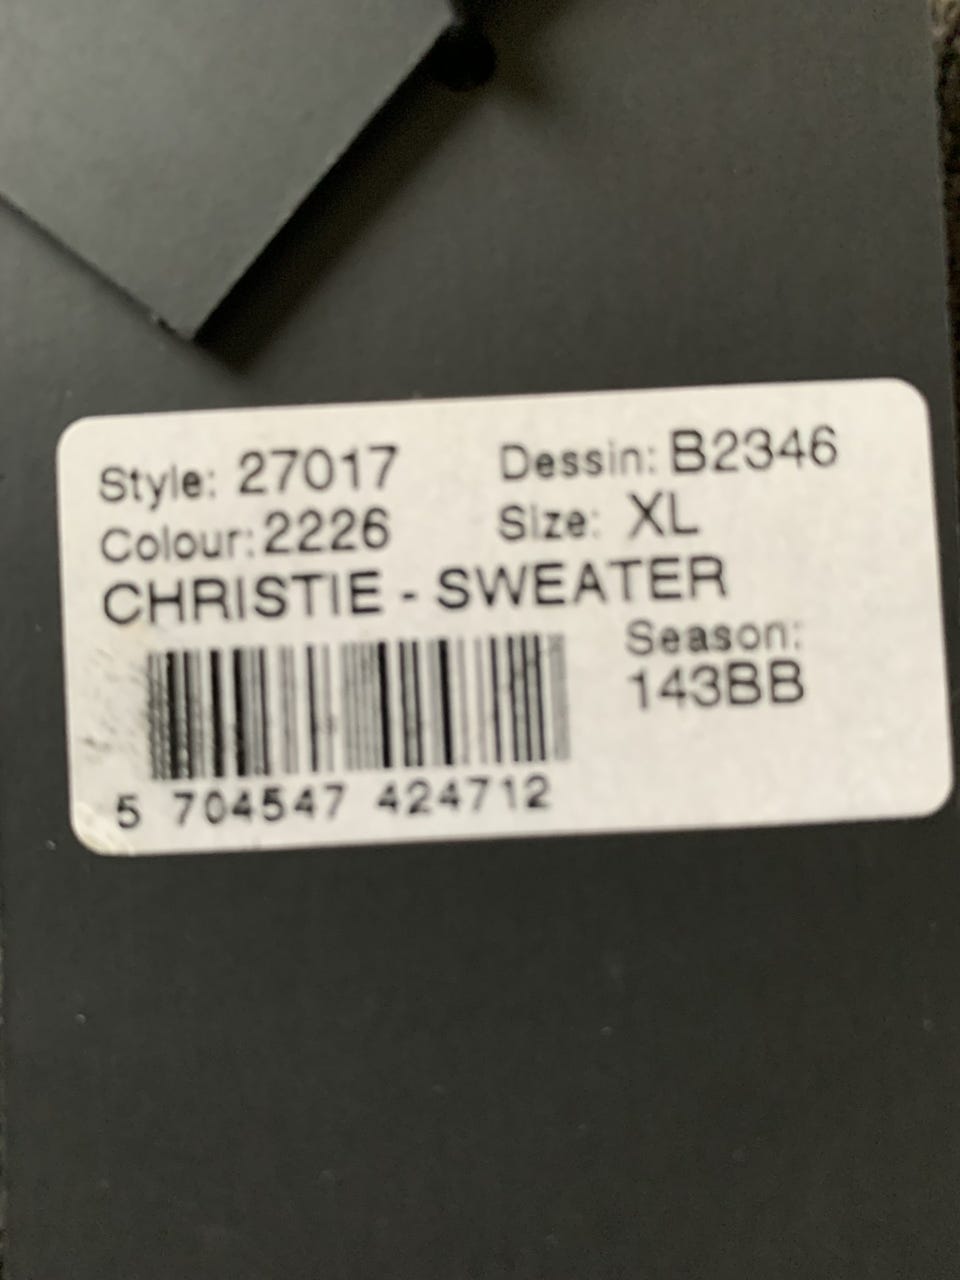 Style: 27017 Dessin: B2346
Colour: 2226 Size: XL
CHRISTIE - SWEATER
Season:
143BB
5 704547 424712